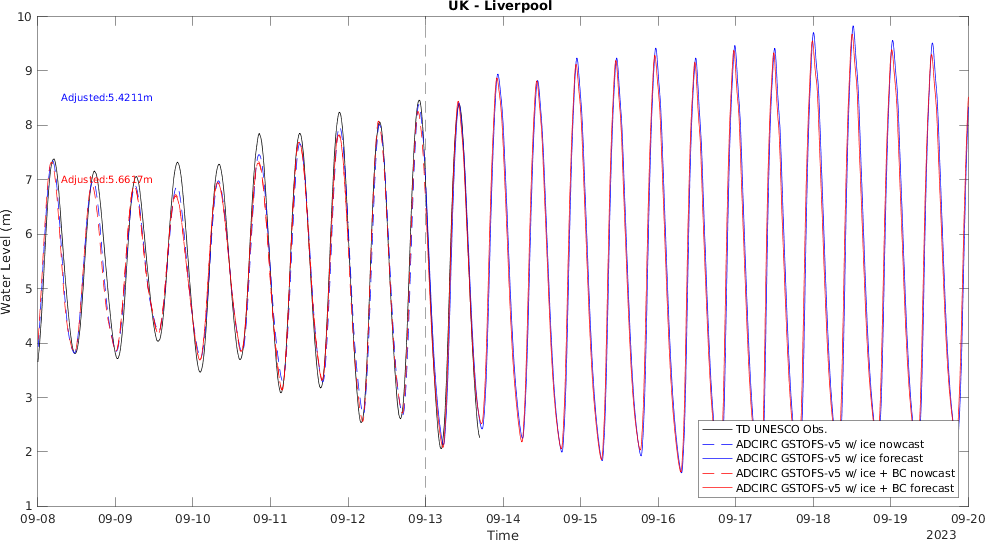 UK - Liverpool
10
9
8
7
6
5
4
3
2
1
Water Level (m)
Adjusted:5.4211m
Adjusted:5.6617m
TD UNESCO Obs.
ADCIRC GSTOFS-v5 w/ ice nowcast
ADCIRC GSTOFS-v5 w/ ice forecast
ADCIRC GSTOFS-v5 w/ ice + BC nowcast
ADCIRC GSTOFS-v5 w/ ice + BC forecast
09-08 09-09 09-10 09-11 09-12 09-13 09-14 09-15 09-16 09-17 09-18 09-19 09-20
Time
2023